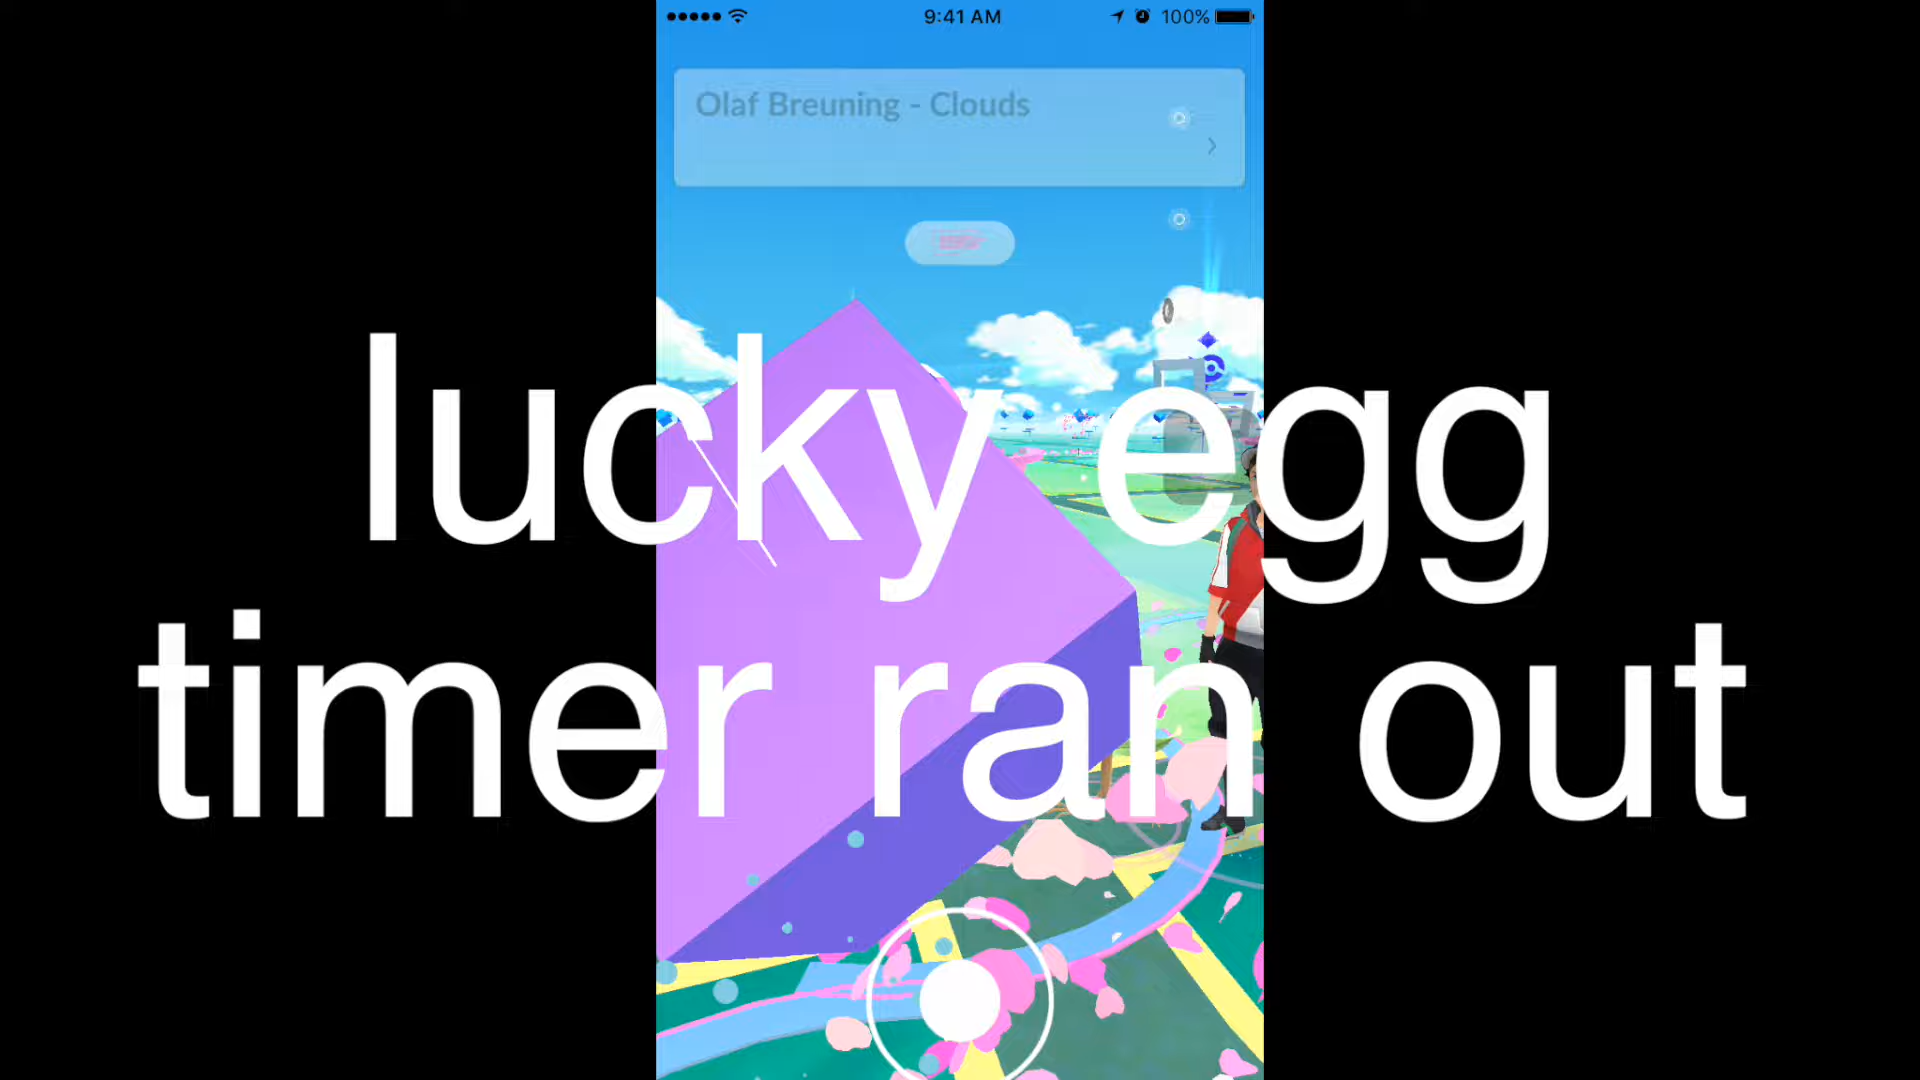 9:41 AM
100%
Olaf Breuning - Clouds
lucky egg
timer ran out